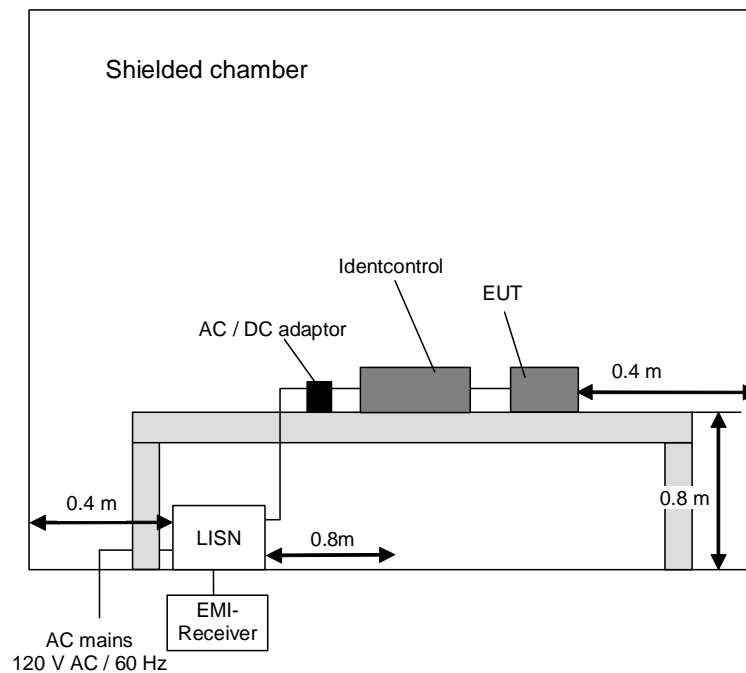 Shielded chamber
Identcontrol
EUT
AC / DC adaptor
0.4 m
0.4 m
0.8 m
LISN
0.8m
EMI-
Receiver
AC mains
120 V AC / 60 Hz